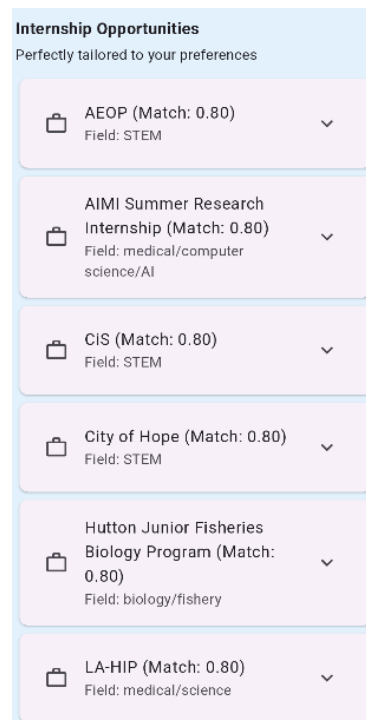 Internship Opportunities
Perfectly tailored to your preferences
AEOP (Match: 0.80)
Field: STEM
AIMI Summer Research
Internship (Match: 0.80)
Field: medical/computer
science/AI
CIS (Match: 0.80)
Field: STEM
City of Hope (Match: 0.80)
Field: STEM
Hutton Junior Fisheries
Biology Program (Match:
0.80)
Field: biology/fishery
LA-HIP (Match: 0.80)
Field: medical/science